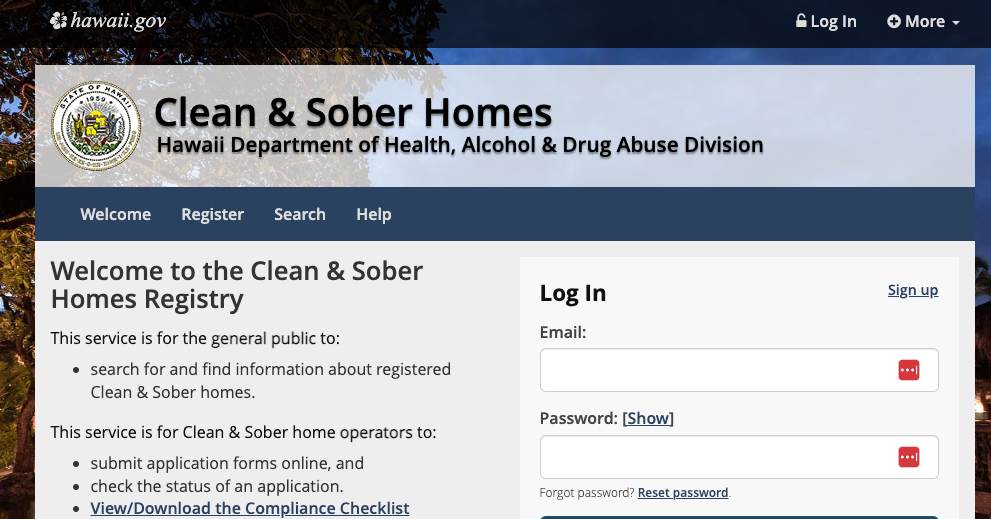 hawaii.gov
Log In
More
STATE OF HAWAII
1959
Clean & Sober Homes
Hawaii Department of Health, Alcohol & Drug Abuse Division
Welcome
Register
Search
Help
Welcome to the Clean & Sober
Homes Registry
This service is for the general public to:
search for and find information about registered
Clean & Sober homes.
This service is for Clean & Sober home operators to:
submit application forms online, and
check the status of an application.
View/Download the Compliance Checklist
Log In
Sign up
Email:
Password: [Show]
Forgot password? Reset password.